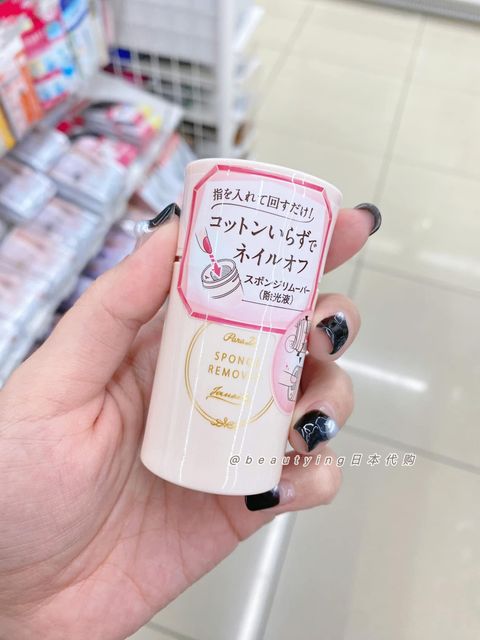 指を入れて回すだけ!
コットンいらずで
ネイルオフ
スポンジリムーバー
(除光液)
Para Do
SPONGE
REMOVER
@beautying日本代购